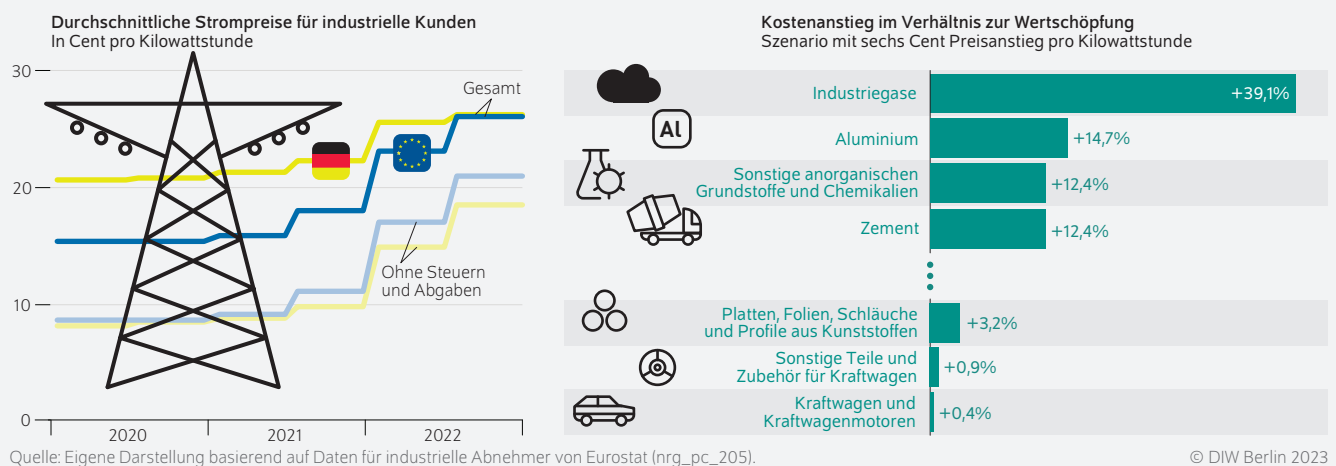 Durchschnittliche Strompreise für industrielle Kunden
In Cent pro Kilowattstunde
30
20
10
0
Gesamt
Ohne Steuern
und Abgaben
2020
2021
2022
Kostenanstieg im Verhältnis zur Wertschöpfung
Szenario mit sechs Cent Preisanstieg pro Kilowattstunde
Industriegase
+39,1%
Al
Aluminium
+14,7%
Sonstige anorganischen
Grundstoffe und Chemikalien
+12,4%
Zement
+12,4%
Platten, Folien, Schläuche
und Profile aus Kunststoffen
+3,2%
Sonstige Teile und
Zubehör für Kraftwagen
+0,9%
Kraftwagen und
Kraftwagenmotoren
+0,4%
Quelle: Eigene Darstellung basierend auf Daten für industrielle Abnehmer von Eurostat (nrg_pc_205).
© DIW Berlin 2023